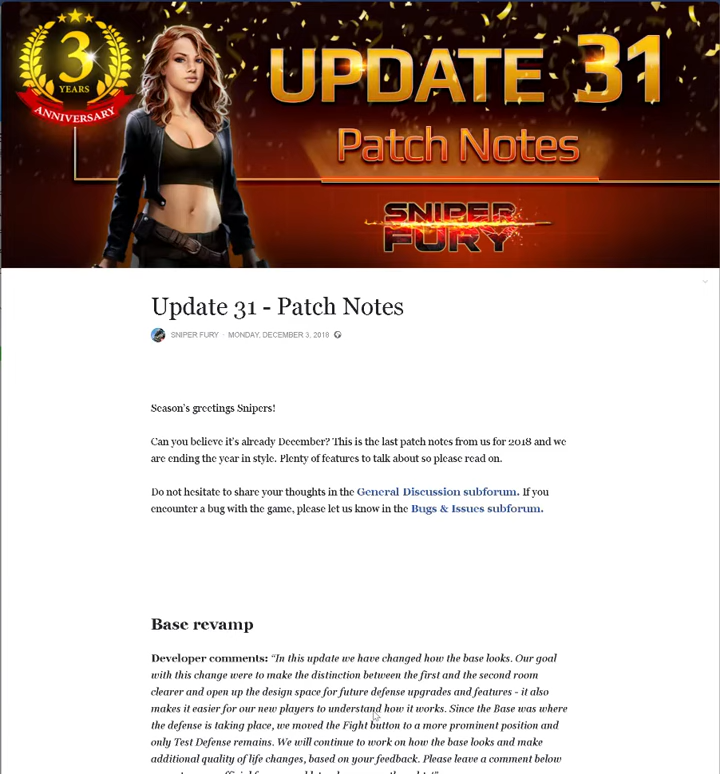 3
YEARS
ANNIVERSARY
UPDATE 31
Patch Notes
SNIPER
FURY
Update 31 - Patch Notes
SNIPER FURY · MONDAY, DECEMBER 3, 2018
Season's greetings Snipers!
Can you believe it's already December? This is the last patch notes from us for 2018 and we
are ending the year in style. Plenty of features to talk about so please read on.
Do not hesitate to share your thoughts in the General Discussion subforum. If you
encounter a bug with the game, please let us know in the Bugs & Issues subforum.
Base revamp
Developer comments: “In this update we have changed how the base looks. Our goal
with this change were to make the distinction between the first and the second room
clearer and open up the design space for future defense upgrades and features - it also
makes it easier for our new players to understand how it works. Since the Base was where
the defense is taking place, we moved the Fight button to a more prominent position and
only Test Defense remains. We will continue to work on how the base looks and make
additional quality of life changes, based on your feedback. Please leave a comment below